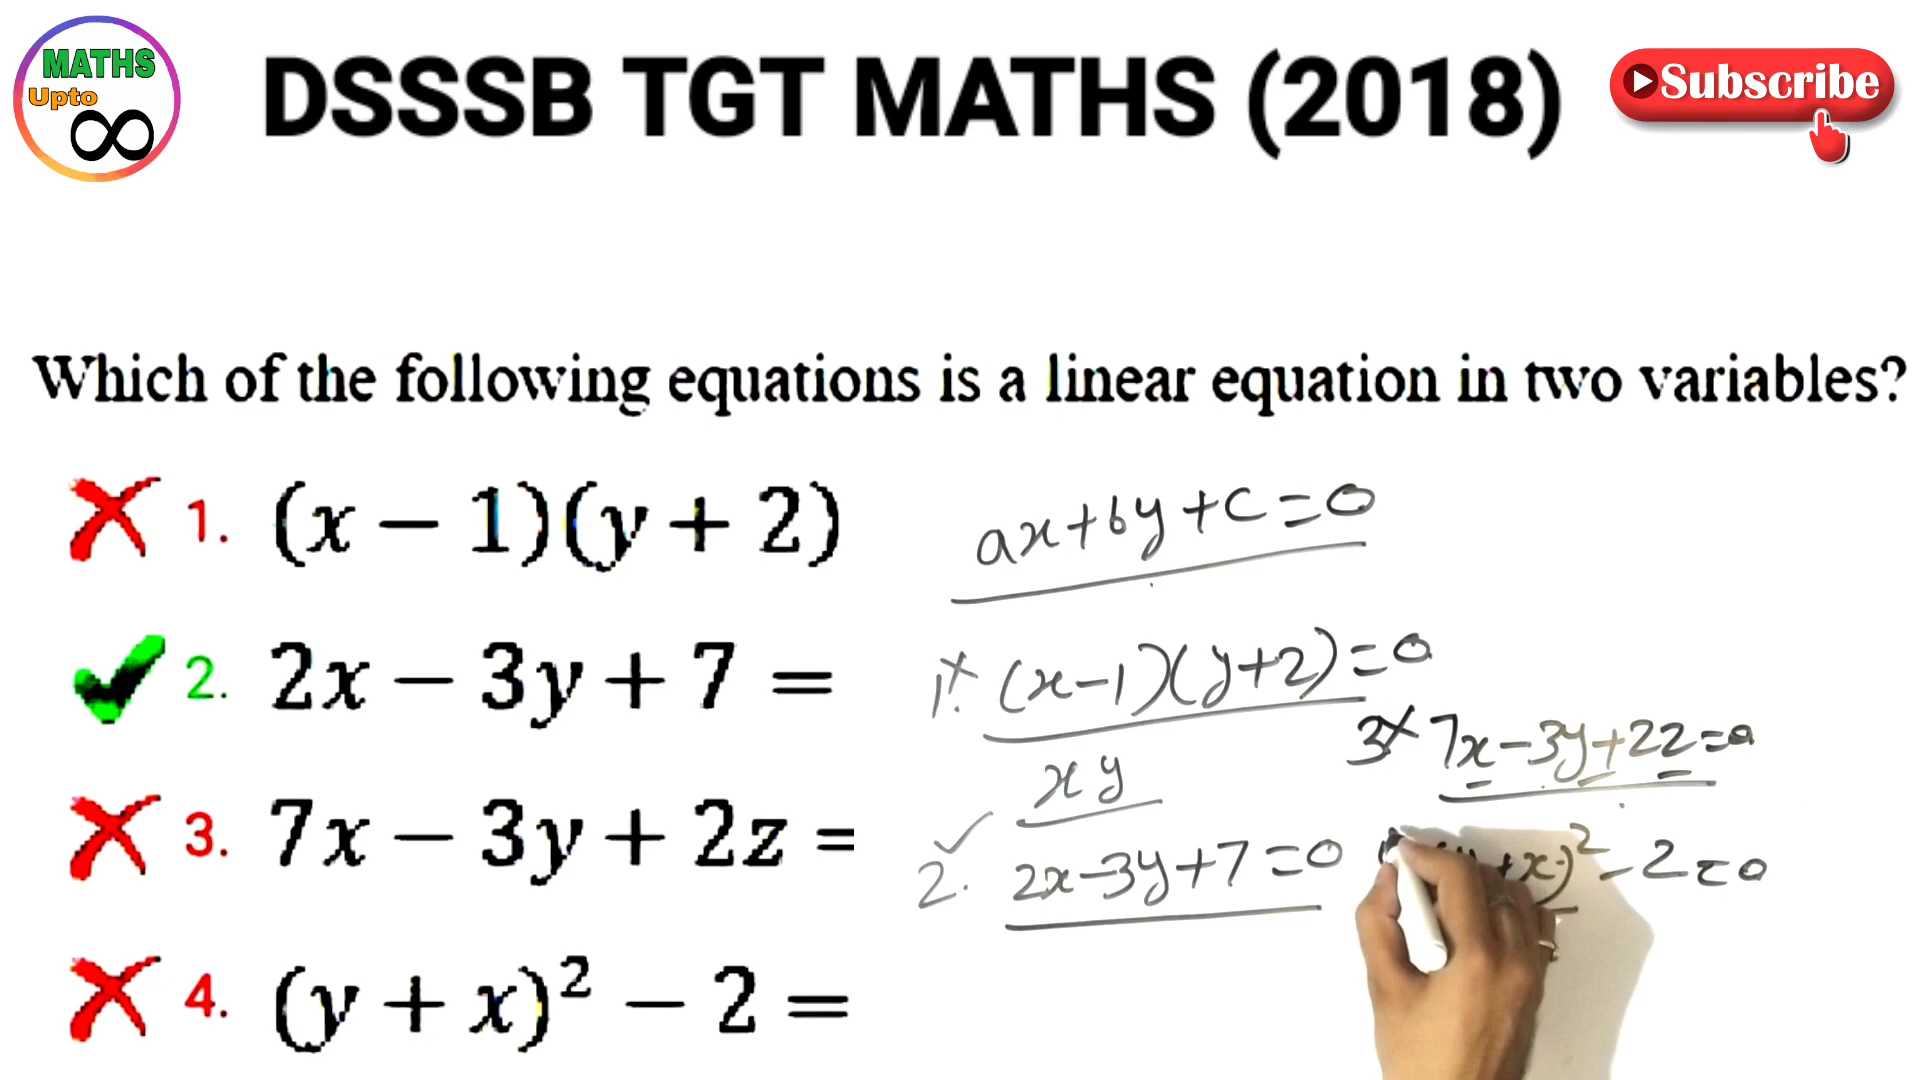 MATHS
Upto
∞
DSSSB TGT MATHS (2018)
Subscribe
Which of the following equations is a linear equation in two variables?
1. (x − 1)(y + 2)
2. 2x − 3y + 7 =
3. 7x − 3y + 2z =
4. (y + x)² − 2 =
ax+by+c=0
1. (x-1)(y+2)=0
xy
2. 2x-3y+7=0
3 7x-3y+2z=0
+x)² - 2=0